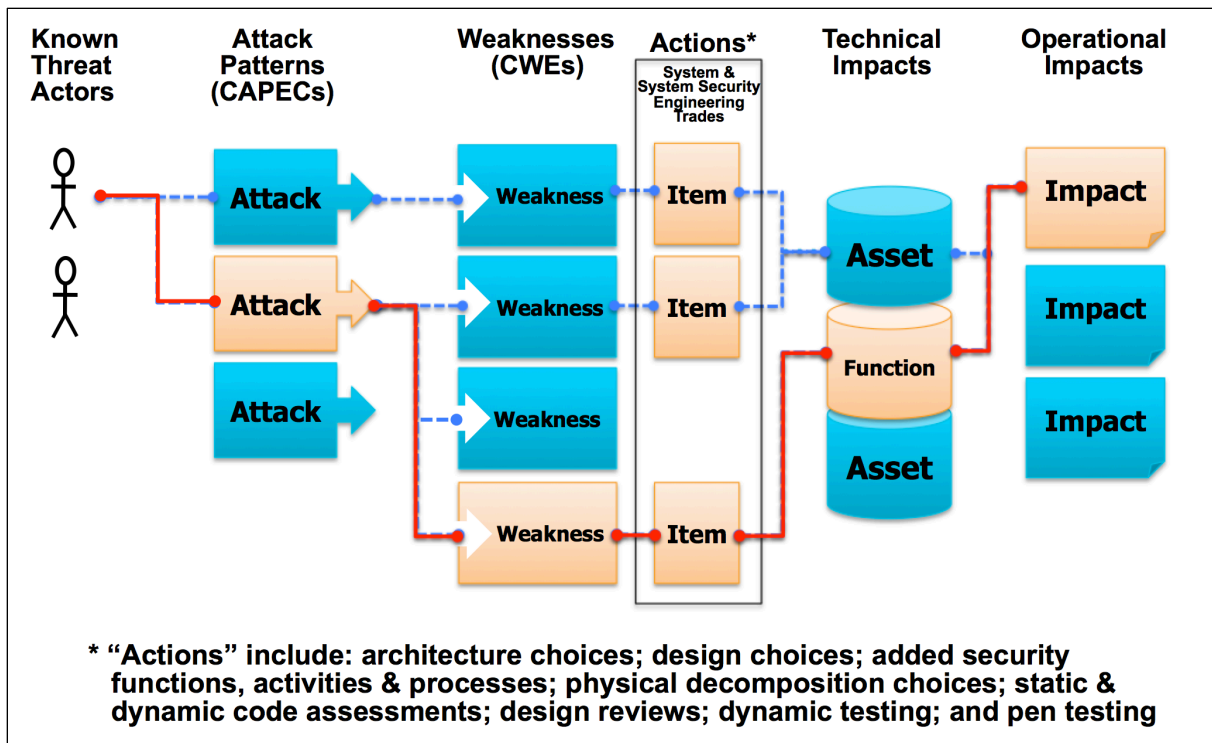 Known
Threat
Actors
Attack
Patterns
(CAPECs)
Weaknesses
(CWEs)
Actions*
System &
System Security
Engineering
Trades
Technical
Impacts
Operational
Impacts
Attack
Attack
Attack
Weakness
Weakness
Weakness
Weakness
Item
Item
Item
Asset
Function
Asset
Impact
Impact
Impact
* “Actions” include: architecture choices; design choices; added security
functions, activities & processes; physical decomposition choices; static &
dynamic code assessments; design reviews; dynamic testing; and pen testing